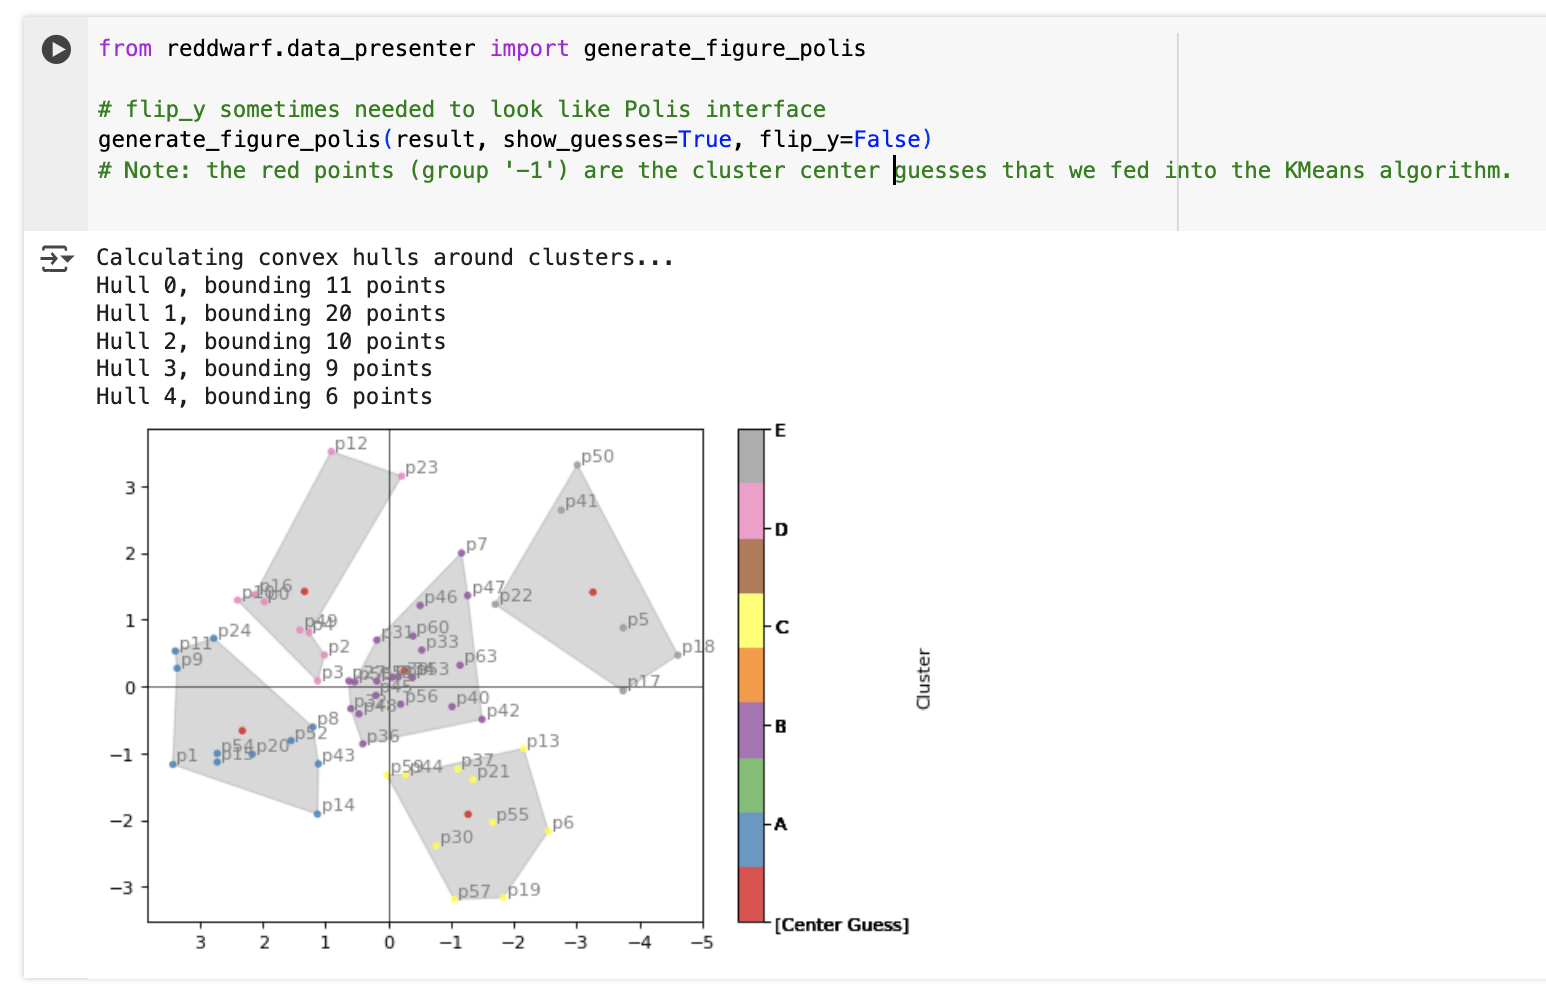 from reddwarf.data_presenter import generate_figure_polis
# flip_y sometimes needed to look like Polis interface
generate_figure_polis(result, show_guesses=True, flip_y=False)
# Note: the red points (group '-1') are the cluster center guesses that we fed into the KMeans algorithm.
Calculating convex hulls around clusters...
Hull 0, bounding 11 points
Hull 1, bounding 20 points
Hull 2, bounding 10 points
Hull 3, bounding 9 points
Hull 4, bounding 6 points
E
p12
p50
p23
3
p41
D
p7
2
p47
p46
p22
p16
p0
C
1
p49
p4
p5
p60
p31
p24
p33
p11
p2
p18
p63
p9
p3
p53
p17
0
p45
p56
p40
p32
p48
p42
p8
B
p52
p36
p13
p54
p20
p15
−1
p1
p43
p37
p59
p44
p21
p14
p55
A
−2
p6
p30
−3
p57
p19
[Center Guess]
3
2
1
0
−1
−2
−3
−4
−5
Cluster